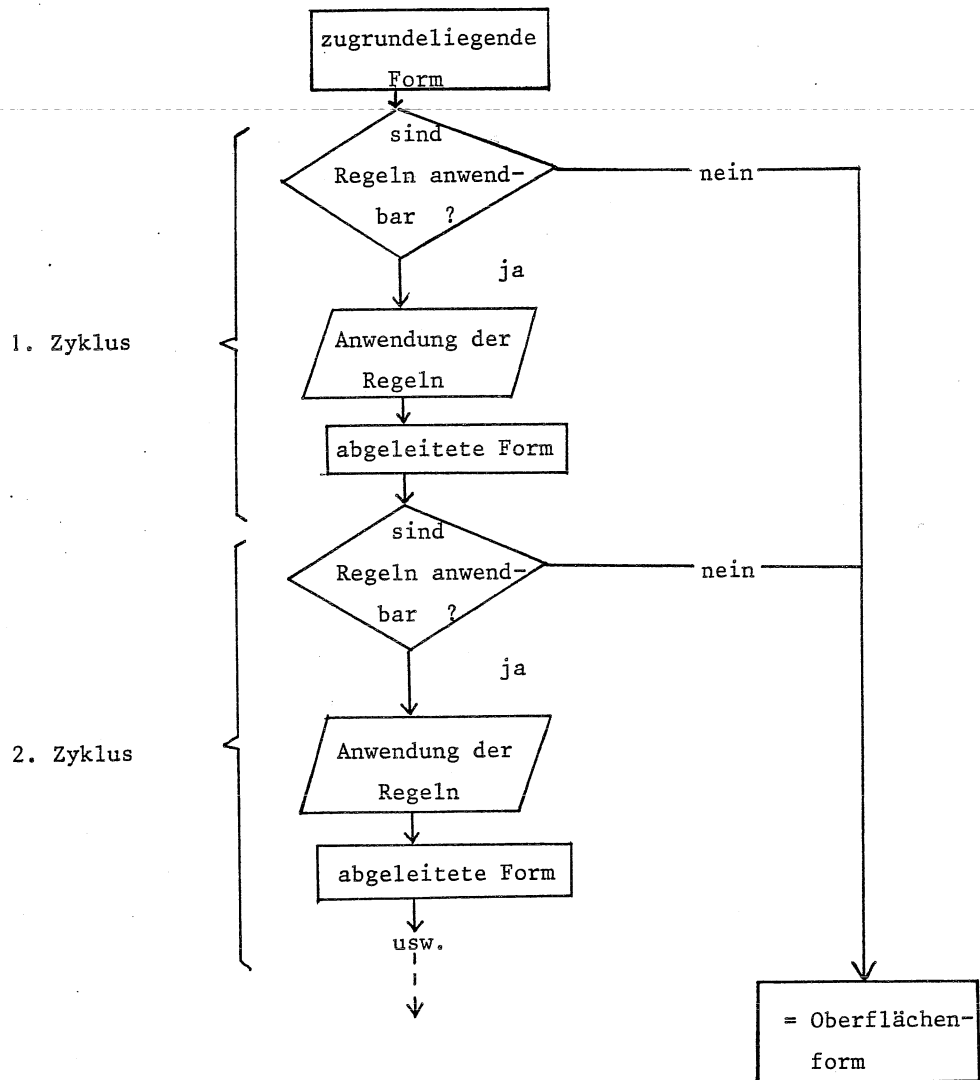 zugrundeliegende
Form
sind
Regeln anwend-
bar ?
nein
ja
1. Zyklus
Anwendung der
Regeln
abgeleitete Form
sind
Regeln anwend-
bar ?
nein
ja
2. Zyklus
Anwendung der
Regeln
abgeleitete Form
usw.
= Oberflächen-
form